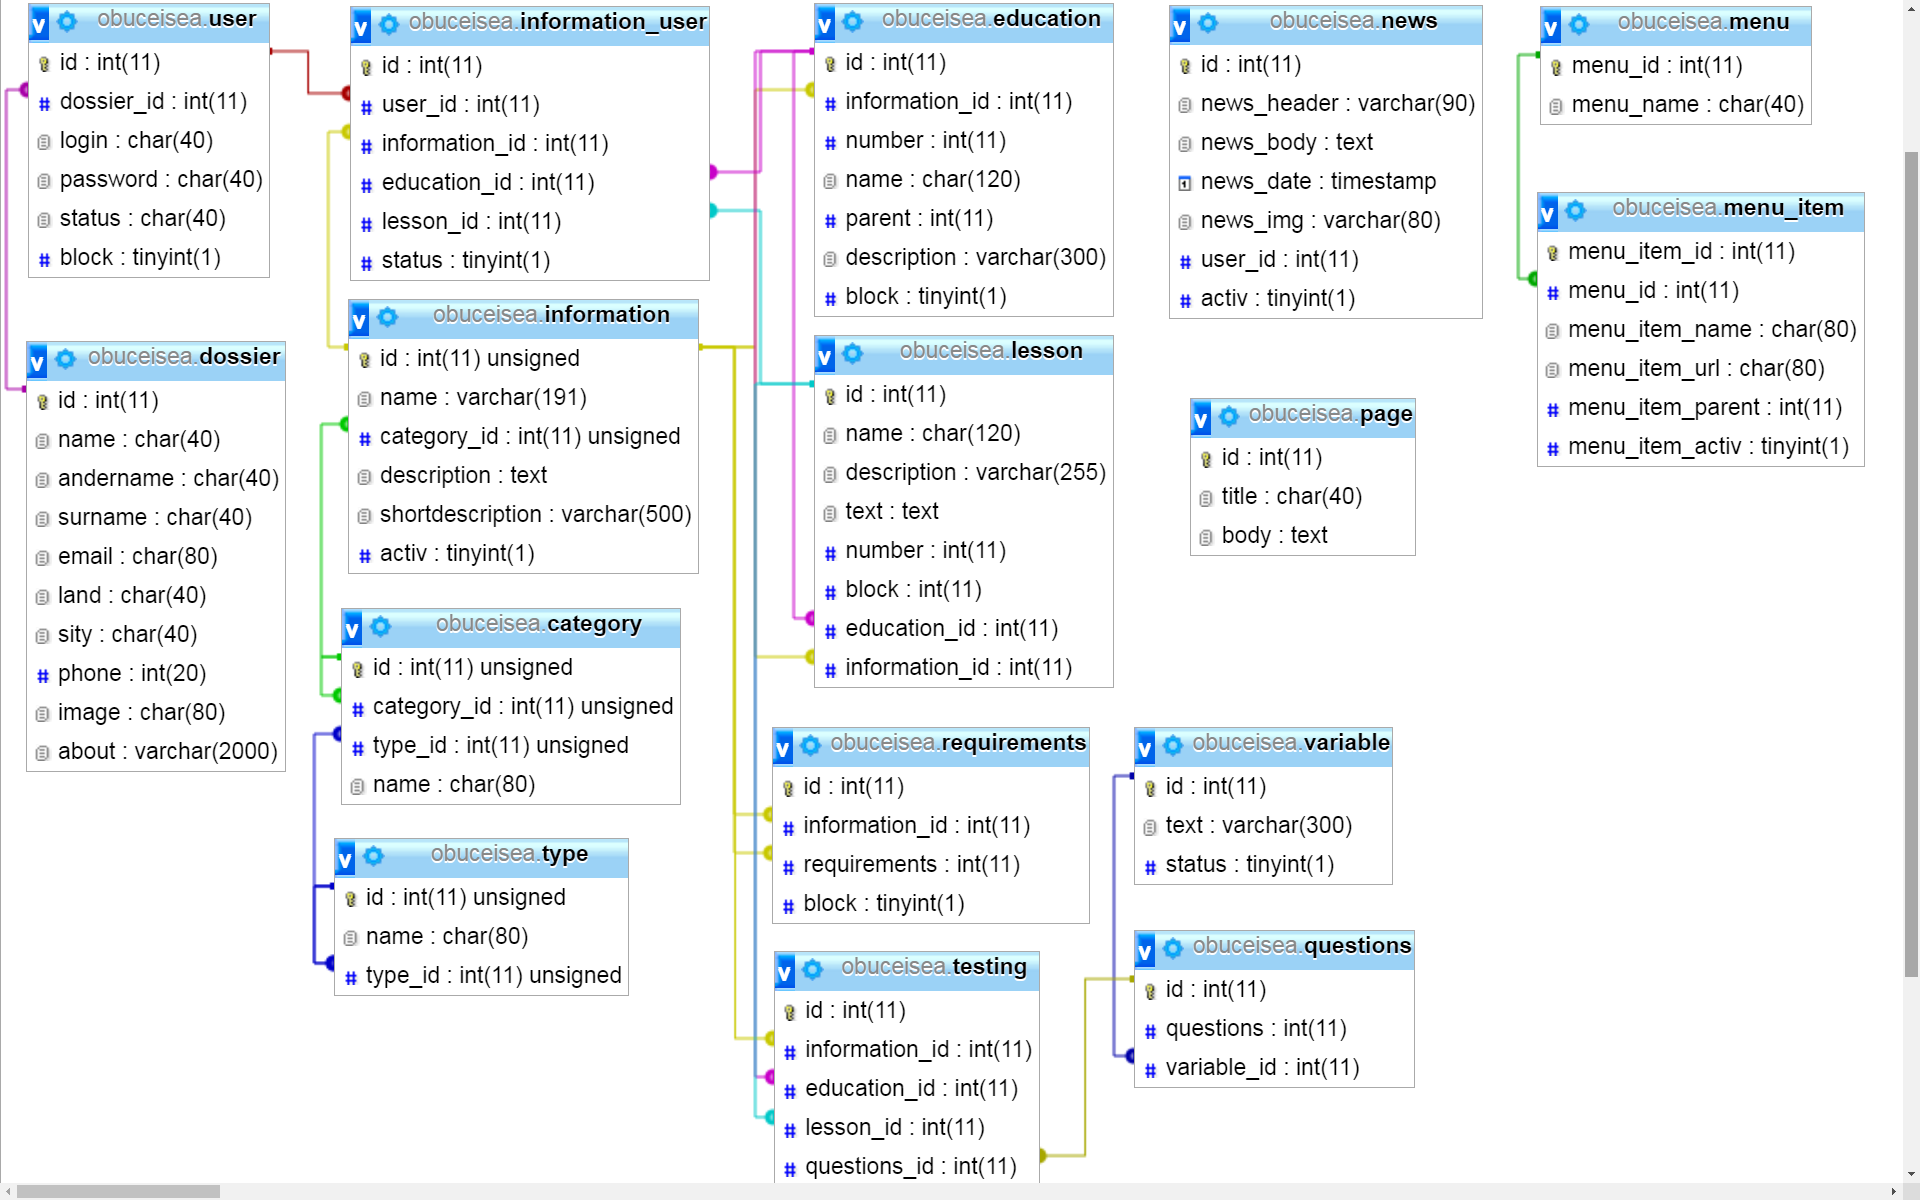 obuceisea.user
id : int(11)
dossier_id : int(11)
login : char(40)
password : char(40)
status : char(40)
block : tinyint(1)
obuceisea.dossier
id : int(11)
name : char(40)
andername : char(40)
surname : char(40)
email : char(80)
land : char(40)
sity : char(40)
phone : int(20)
image : char(80)
about : varchar(2000)
obuceisea.information_user
id : int(11)
user_id : int(11)
information_id : int(11)
education_id : int(11)
lesson_id : int(11)
status : tinyint(1)
obuceisea.information
id : int(11) unsigned
name : varchar(191)
category_id : int(11) unsigned
description : text
shortdescription : varchar(500)
activ : tinyint(1)
obuceisea.category
id : int(11) unsigned
category_id : int(11) unsigned
type_id : int(11) unsigned
name : char(80)
obuceisea.type
id : int(11) unsigned
name : char(80)
type_id : int(11) unsigned
obuceisea.education
id : int(11)
information_id : int(11)
number : int(11)
name : char(120)
parent : int(11)
description : varchar(300)
block : tinyint(1)
obuceisea.lesson
id : int(11)
name : char(120)
description : varchar(255)
text : text
number : int(11)
block : int(11)
education_id : int(11)
information_id : int(11)
obuceisea.requirements
id : int(11)
information_id : int(11)
requirements : int(11)
block : tinyint(1)
obuceisea.testing
id : int(11)
information_id : int(11)
education_id : int(11)
lesson_id : int(11)
questions_id : int(11)
obuceisea.news
id : int(11)
news_header : varchar(90)
news_body : text
news_date : timestamp
news_img : varchar(80)
user_id : int(11)
activ : tinyint(1)
obuceisea.page
id : int(11)
title : char(40)
body : text
obuceisea.variable
id : int(11)
text : varchar(300)
status : tinyint(1)
obuceisea.questions
id : int(11)
questions : int(11)
variable_id : int(11)
obuceisea.menu
menu_id : int(11)
menu_name : char(40)
obuceisea.menu_item
menu_item_id : int(11)
menu_id : int(11)
menu_item_name : char(80)
menu_item_url : char(80)
menu_item_parent : int(11)
menu_item_activ : tinyint(1)